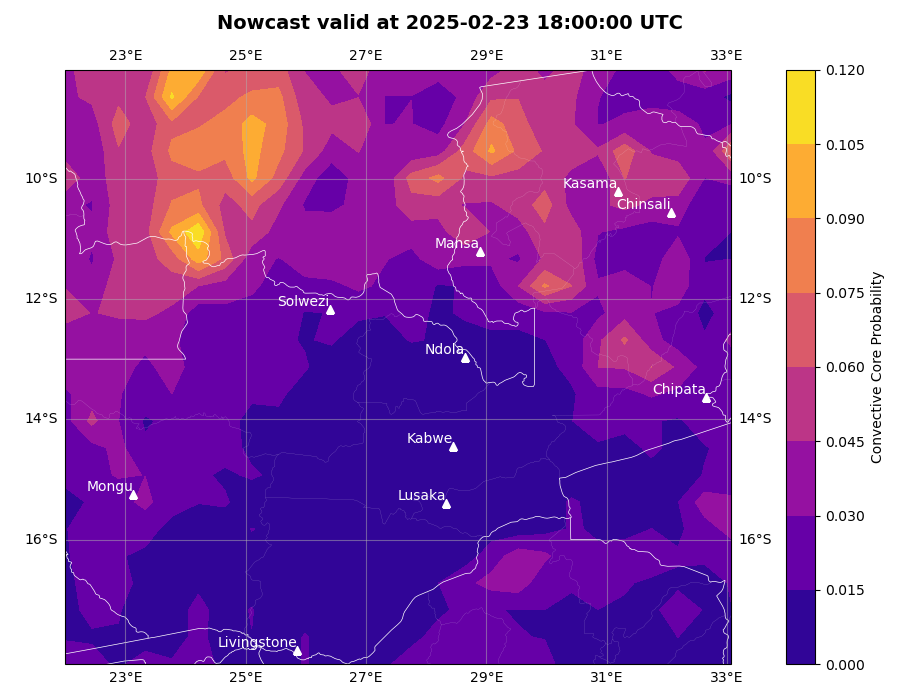 Nowcast valid at 2025-02-23 18:00:00 UTC
23°E 25°E 27°E 29°E 31°E 33°E
0.120
0.105
10°S 10°S
Kasama
Chinsali
0.090
Mansa
0.075
12°S 12°S
Solwezi
Ndola
0.060
Chipata
14°S 14°S
0.045
Kabwe
Mongu
Lusaka
0.030
16°S 16°S
0.015
Livingstone
0.000
23°E 25°E 27°E 29°E 31°E 33°E
Convective Core Probability